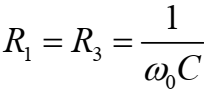 R₁ = R₃ = 1/(ω₀C)